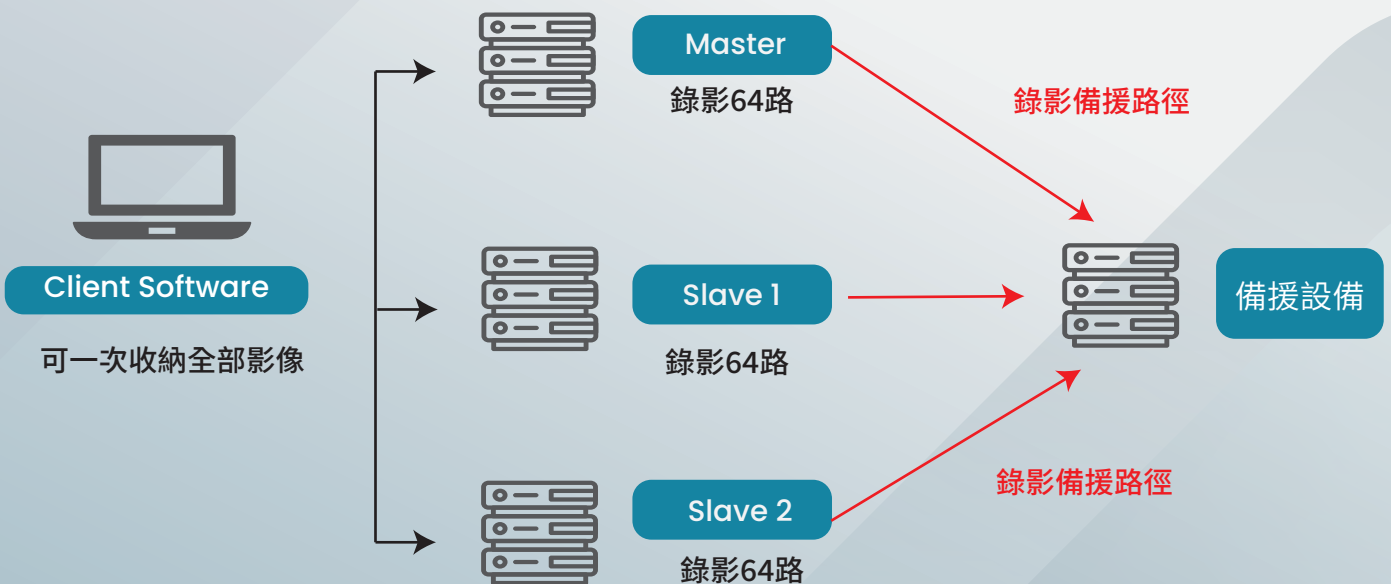 Master
錄影64路
錄影備援路徑
Client Software
可一次收納全部影像
Slave 1
錄影64路
備援設備
錄影備援路徑
Slave 2
錄影64路